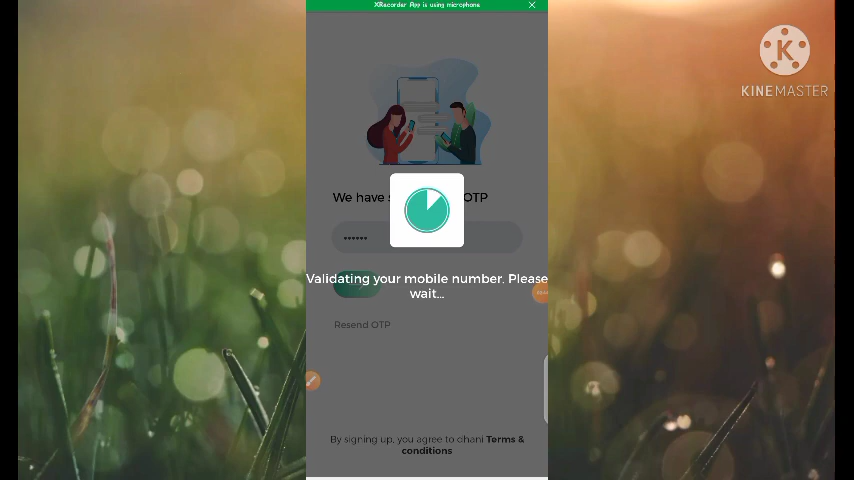 XRecorder App is using microphone
KINEMASTER
We have s OTP
••••••
Validating your mobile number. Please
wait...
Resend OTP
By signing up, you agree to dhani Terms &
conditions